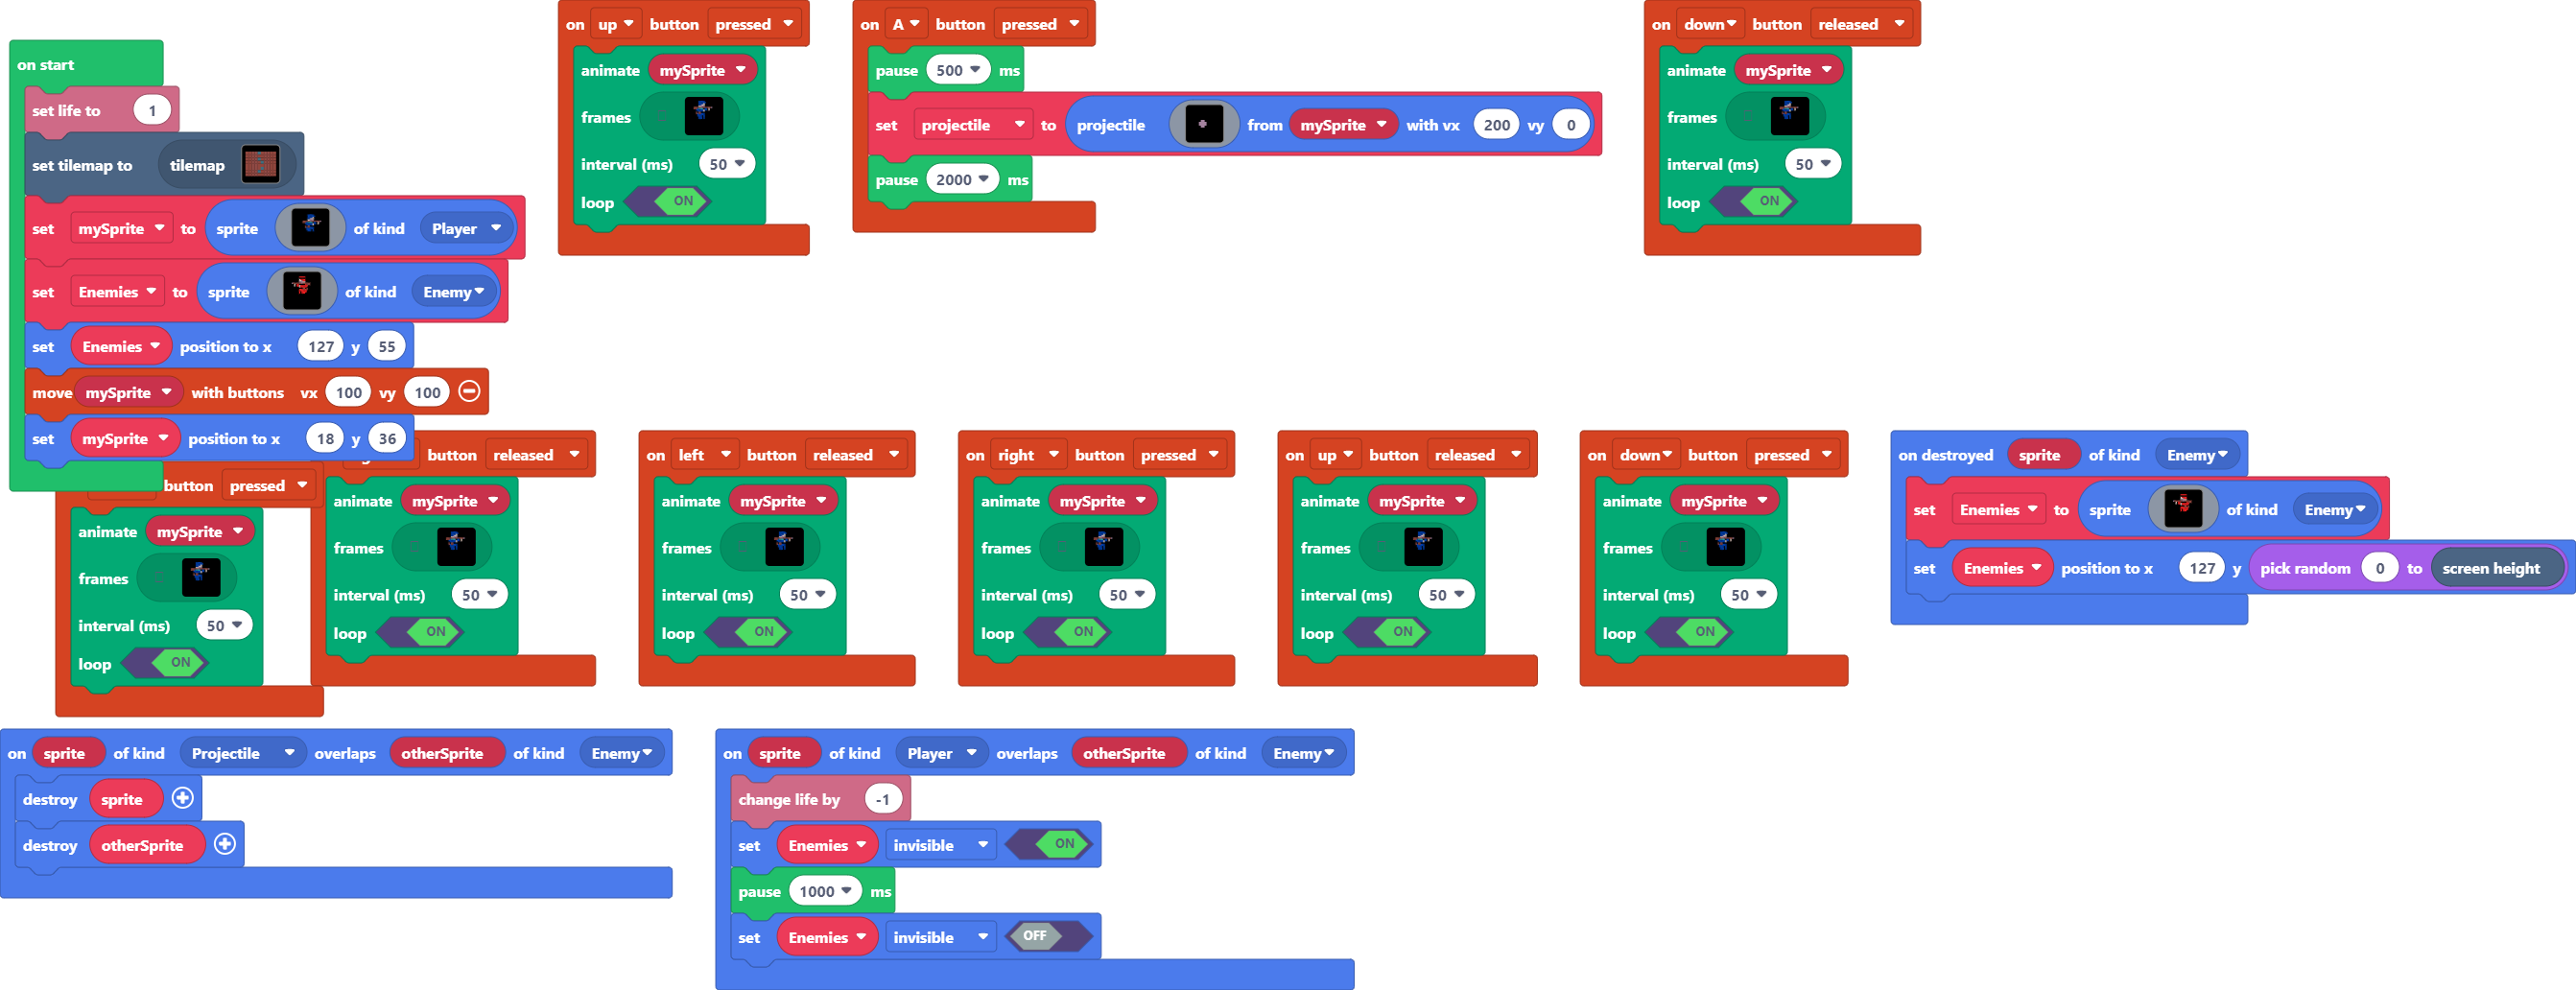 on start
set life to 1
set tilemap to tilemap
set mySprite to sprite of kind Player
set Enemies to sprite of kind Enemy
set Enemies position to x 127 y 55
move mySprite with buttons vx 100 vy 100
set mySprite position to x 18 y 36
on up button pressed
animate mySprite
frames
interval (ms) 50
loop ON
on A button pressed
pause 500 ms
set projectile to projectile from mySprite with vx 200 vy 0
pause 2000 ms
on down button released
animate mySprite
frames
interval (ms) 50
loop ON
button pressed
animate mySprite
frames
interval (ms) 50
loop ON
button released
animate mySprite
frames
interval (ms) 50
loop ON
on left button released
animate mySprite
frames
interval (ms) 50
loop ON
on right button pressed
animate mySprite
frames
interval (ms) 50
loop ON
on up button released
animate mySprite
frames
interval (ms) 50
loop ON
on down button pressed
animate mySprite
frames
interval (ms) 50
loop ON
on destroyed sprite of kind Enemy
set Enemies to sprite of kind Enemy
set Enemies position to x 127 y pick random 0 to screen height
on sprite of kind Projectile overlaps otherSprite of kind Enemy
destroy sprite
destroy otherSprite
on sprite of kind Player overlaps otherSprite of kind Enemy
change life by -1
set Enemies invisible ON
pause 1000 ms
set Enemies invisible OFF